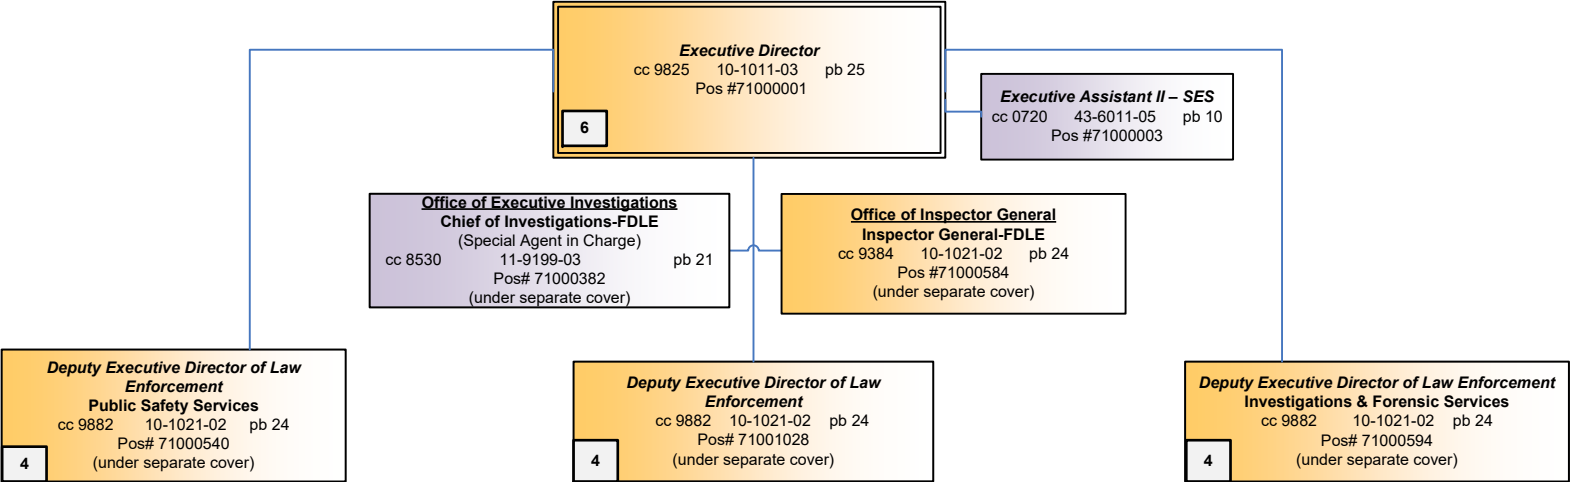 Executive Director
cc 9825 10-1011-03 pb 25
Pos #71000001
6
Executive Assistant II – SES
cc 0720 43-6011-05 pb 10
Pos #71000003
Office of Executive Investigations
Chief of Investigations-FDLE
(Special Agent in Charge)
cc 8530 11-9199-03 pb 21
Pos# 71000382
(under separate cover)
Office of Inspector General
Inspector General-FDLE
cc 9384 10-1021-02 pb 24
Pos #71000584
(under separate cover)
Deputy Executive Director of Law
Enforcement
Public Safety Services
cc 9882 10-1021-02 pb 24
Pos# 71000540
(under separate cover)
4
Deputy Executive Director of Law
Enforcement
cc 9882 10-1021-02 pb 24
Pos# 71001028
(under separate cover)
4
Deputy Executive Director of Law Enforcement
Investigations & Forensic Services
cc 9882 10-1021-02 pb 24
Pos# 71000594
(under separate cover)
4